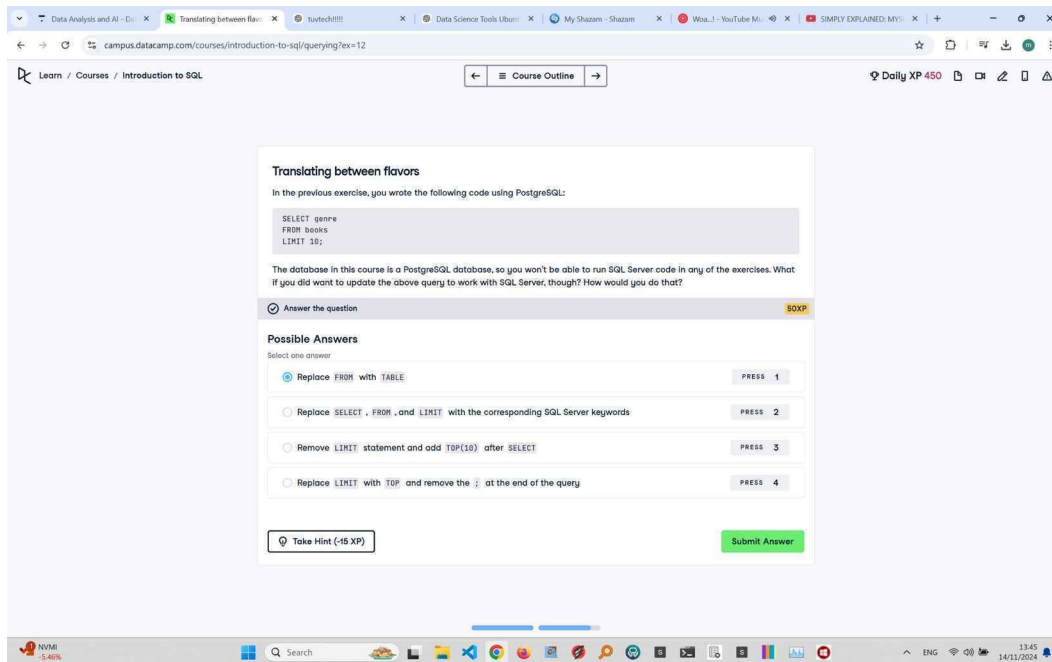 Data Analysis and AI - Da
Translating between flavo
tuvtech!!!!!
Data Science Tools Ubun
My Shazam - Shazam
Woa..! - YouTube Mu
SIMPLY EXPLAINED: MYS
campus.datacamp.com/courses/introduction-to-sql/querying?ex=12
m
Learn / Courses / Introduction to SQL
Course Outline
Daily XP 450
Translating between flavors
In the previous exercise, you wrote the following code using PostgreSQL:
SELECT genre
FROM books
LIMIT 10;
The database in this course is a PostgreSQL database, so you won't be able to run SQL Server code in any of the exercises. What
if you did want to update the above query to work with SQL Server, though? How would you do that?
Answer the question 50XP
Possible Answers
Select one answer
Replace FROM with TABLE PRESS 1
Replace SELECT , FROM , and LIMIT with the corresponding SQL Server keywords PRESS 2
Remove LIMIT statement and add TOP(10) after SELECT PRESS 3
Replace LIMIT with TOP and remove the ; at the end of the query PRESS 4
Take Hint (-15 XP) Submit Answer
NVMI
-5.46%
Search
ENG
13:45
14/11/2024